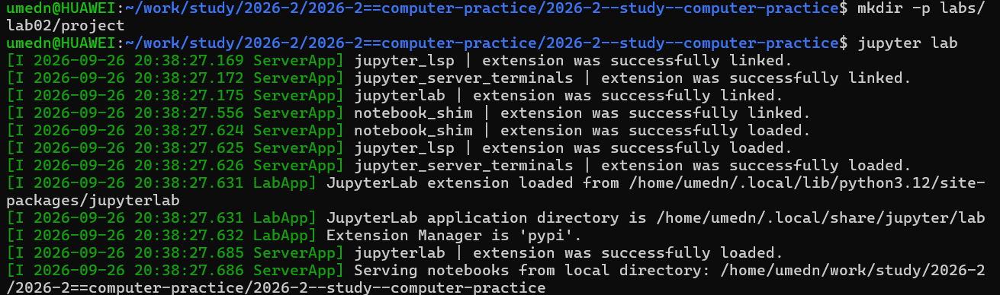 umedn@HUAWEI:~/work/study/2026-2/2026-2==computer-practice/2026-2--study--computer-practice$ mkdir -p labs/
lab02/project
umedn@HUAWEI:~/work/study/2026-2/2026-2==computer-practice/2026-2--study--computer-practice$ jupyter lab
[I 2026-09-26 20:38:27.169 ServerApp] jupyter_lsp | extension was successfully linked.
[I 2026-09-26 20:38:27.172 ServerApp] jupyter_server_terminals | extension was successfully linked.
[I 2026-09-26 20:38:27.175 ServerApp] jupyterlab | extension was successfully linked.
[I 2026-09-26 20:38:27.556 ServerApp] notebook_shim | extension was successfully linked.
[I 2026-09-26 20:38:27.624 ServerApp] notebook_shim | extension was successfully loaded.
[I 2026-09-26 20:38:27.625 ServerApp] jupyter_lsp | extension was successfully loaded.
[I 2026-09-26 20:38:27.626 ServerApp] jupyter_server_terminals | extension was successfully loaded.
[I 2026-09-26 20:38:27.631 LabApp] JupyterLab extension loaded from /home/umedn/.local/lib/python3.12/site-
packages/jupyterlab
[I 2026-09-26 20:38:27.631 LabApp] JupyterLab application directory is /home/umedn/.local/share/jupyter/lab
[I 2026-09-26 20:38:27.632 LabApp] Extension Manager is 'pypi'.
[I 2026-09-26 20:38:27.685 ServerApp] jupyterlab | extension was successfully loaded.
[I 2026-09-26 20:38:27.686 ServerApp] Serving notebooks from local directory: /home/umedn/work/study/2026-2
/2026-2==computer-practice/2026-2--study--computer-practice